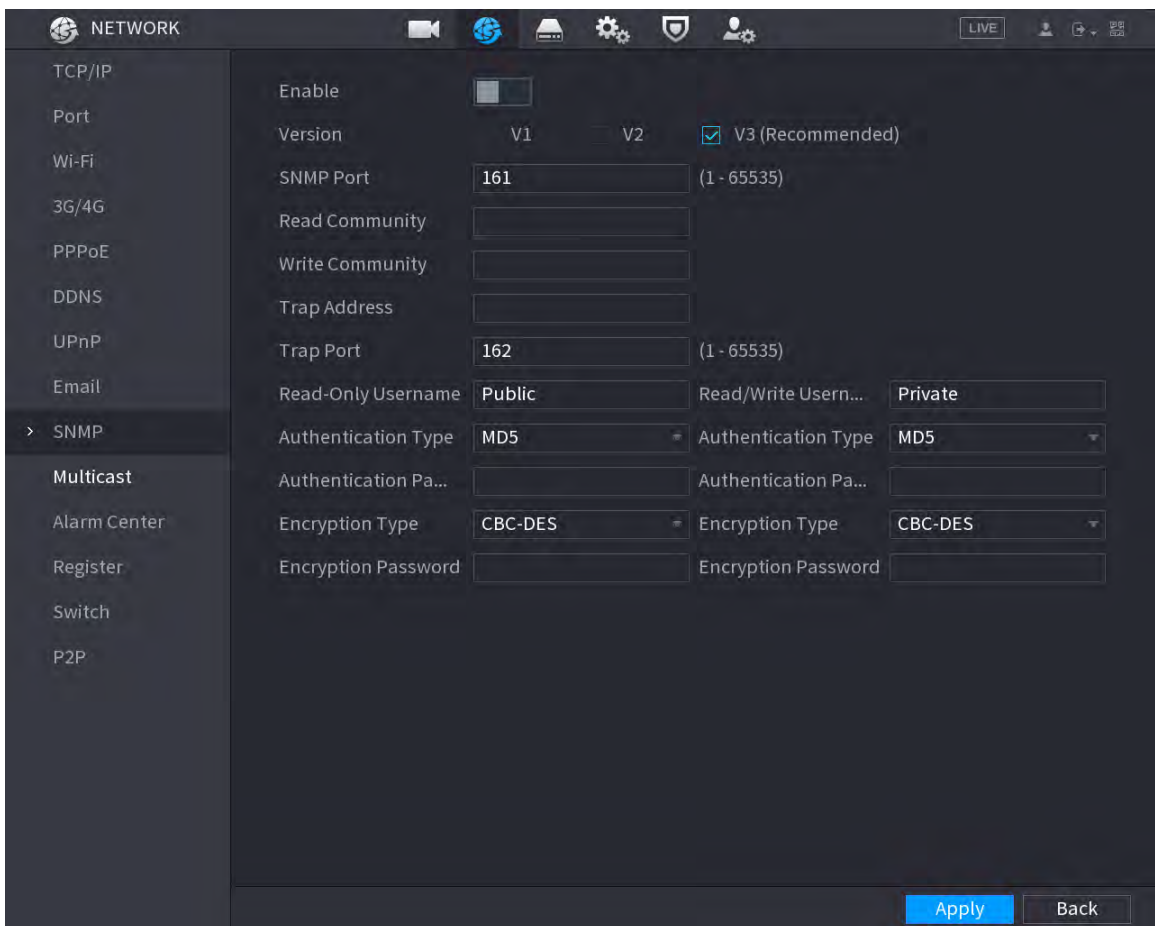 NETWORK
LIVE
TCP/IP
Port
Wi-Fi
3G/4G
PPPoE
DDNS
UPnP
Email
SNMP
Multicast
Alarm Center
Register
Switch
P2P
Enable
Version V1 V2 V3 (Recommended)
SNMP Port 161 (1 - 65535)
Read Community
Write Community
Trap Address
Trap Port 162 (1 - 65535)
Read-Only Username Public Read/Write Usern... Private
Authentication Type MD5 Authentication Type MD5
Authentication Pa... Authentication Pa...
Encryption Type CBC-DES Encryption Type CBC-DES
Encryption Password Encryption Password
Apply Back